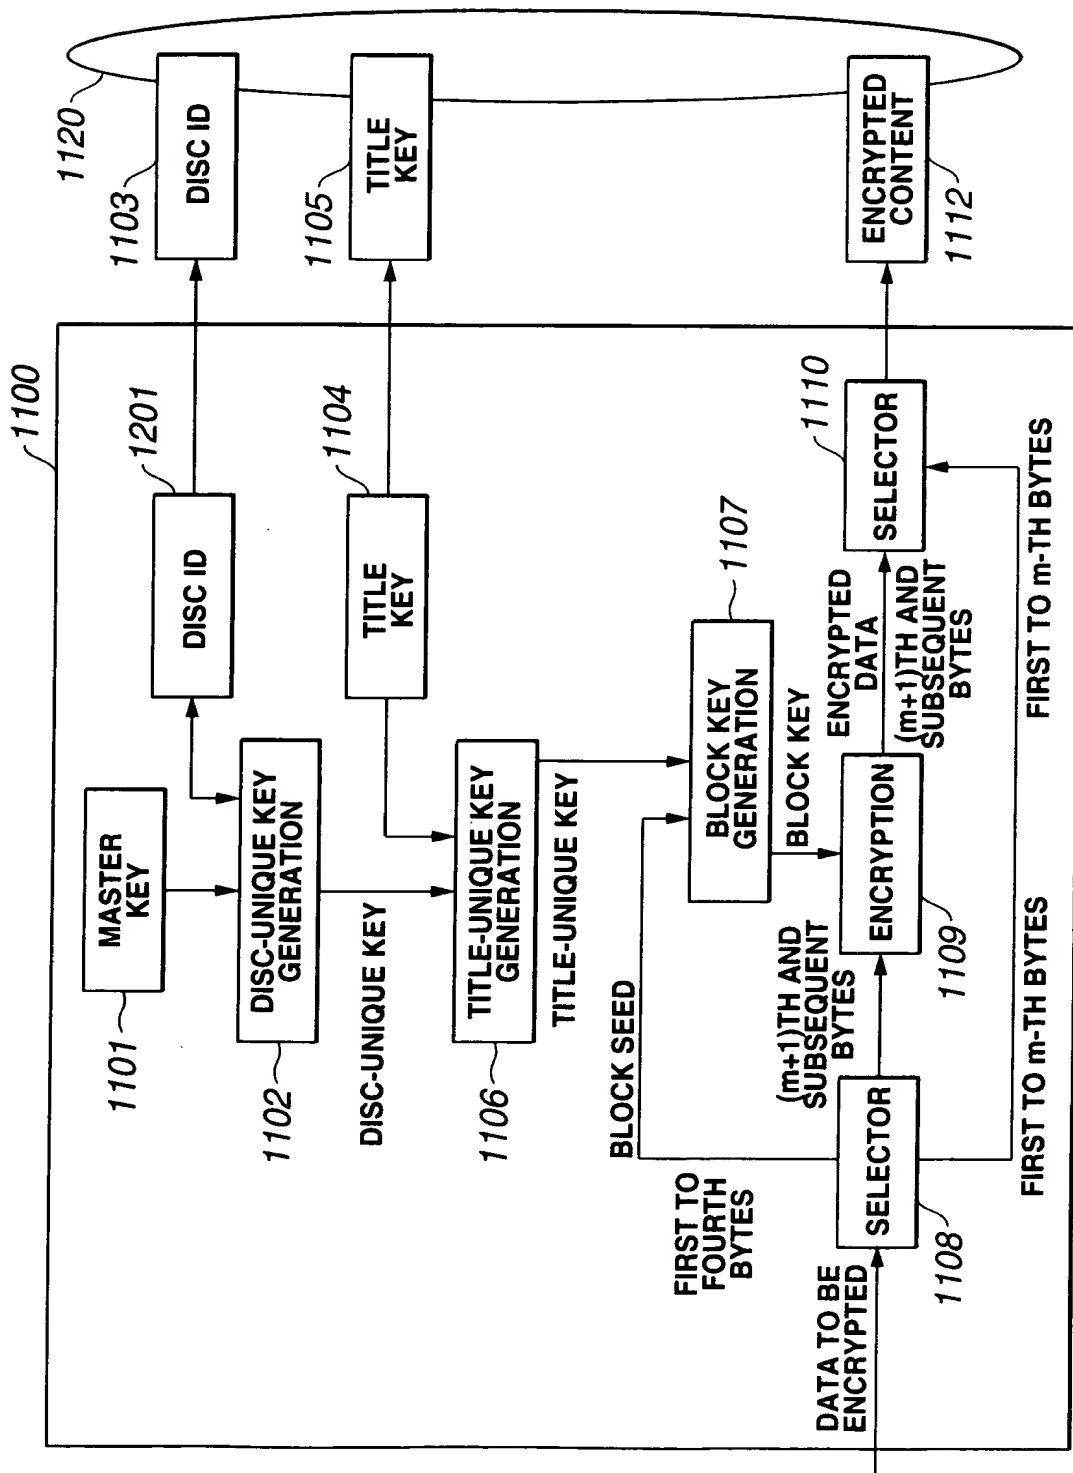 1120
1103
DISC ID
1105
TITLE
KEY
ENCRYPTED
CONTENT
1112
1100
1201
DISC ID
1104
TITLE
KEY
1110
SELECTOR
MASTER
KEY
1101
DISC-UNIQUE KEY
GENERATION
1102
DISC-UNIQUE KEY
TITLE-UNIQUE KEY
GENERATION
1106
TITLE-UNIQUE KEY
BLOCK KEY
GENERATION
1107
BLOCK KEY
BLOCK SEED
FIRST TO
FOURTH
BYTES
DATA TO BE
ENCRYPTED
SELECTOR
1108
(m+1)TH AND
SUBSEQUENT
BYTES
ENCRYPTION
1109
ENCRYPTED
DATA
(m+1)TH AND
SUBSEQUENT
BYTES
FIRST TO m-TH BYTES
FIRST TO m-TH BYTES